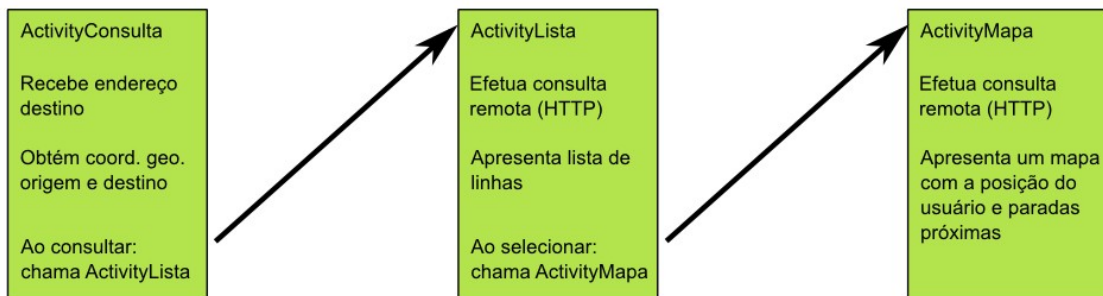 ActivityConsulta
Recebe endereço
destino
Obtém coord. geo.
origem e destino
Ao consultar:
chama ActivityLista
ActivityLista
Efetua consulta
remota (HTTP)
Apresenta lista de
linhas
Ao selecionar:
chama ActivityMapa
ActivityMapa
Efetua consulta
remota (HTTP)
Apresenta um mapa
com a posição do
usuário e paradas
próximas